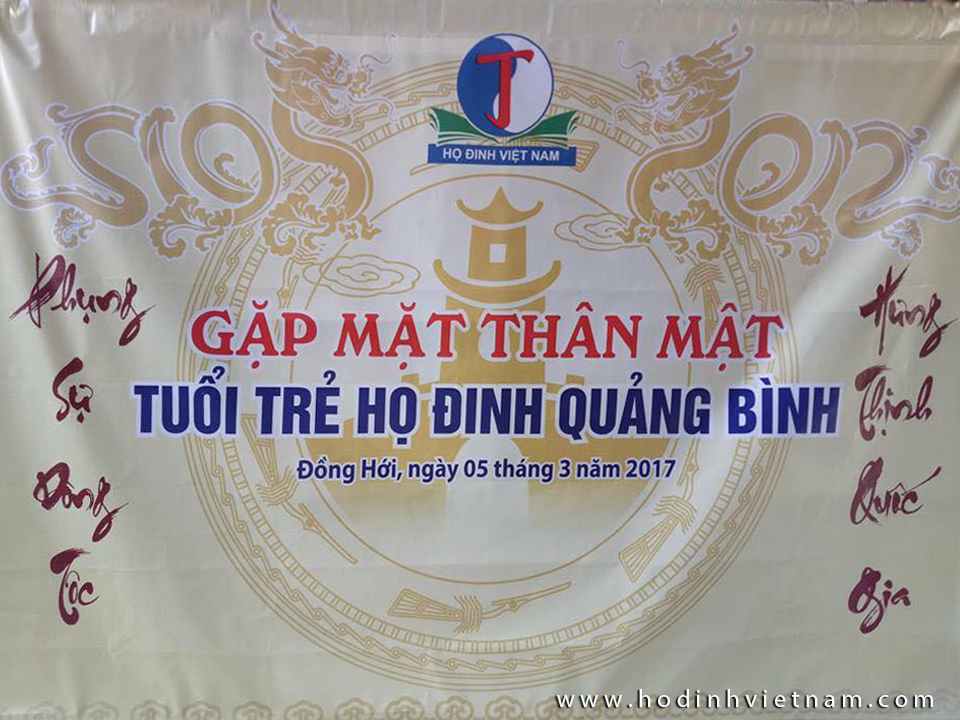 T
HỌ ĐINH VIỆT NAM
GẶP MẶT THÂN MẬT
TUỔI TRẺ HỌ ĐINH QUẢNG BÌNH
Đồng Hới, ngày 05 tháng 3 năm 2017
Phụng
Sự
Dòng
Tộc
Hưng
Thịnh
Quốc
Gia
www.hodinhvietnam.com